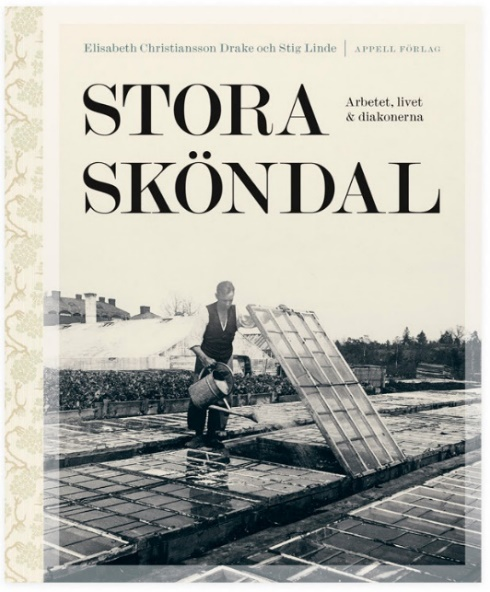 Elisabeth Christiansson Drake och Stig Linde | APPELL FÖRLAG
STORA
Arbetet, livet
& diakonerna
SKÖNDAL